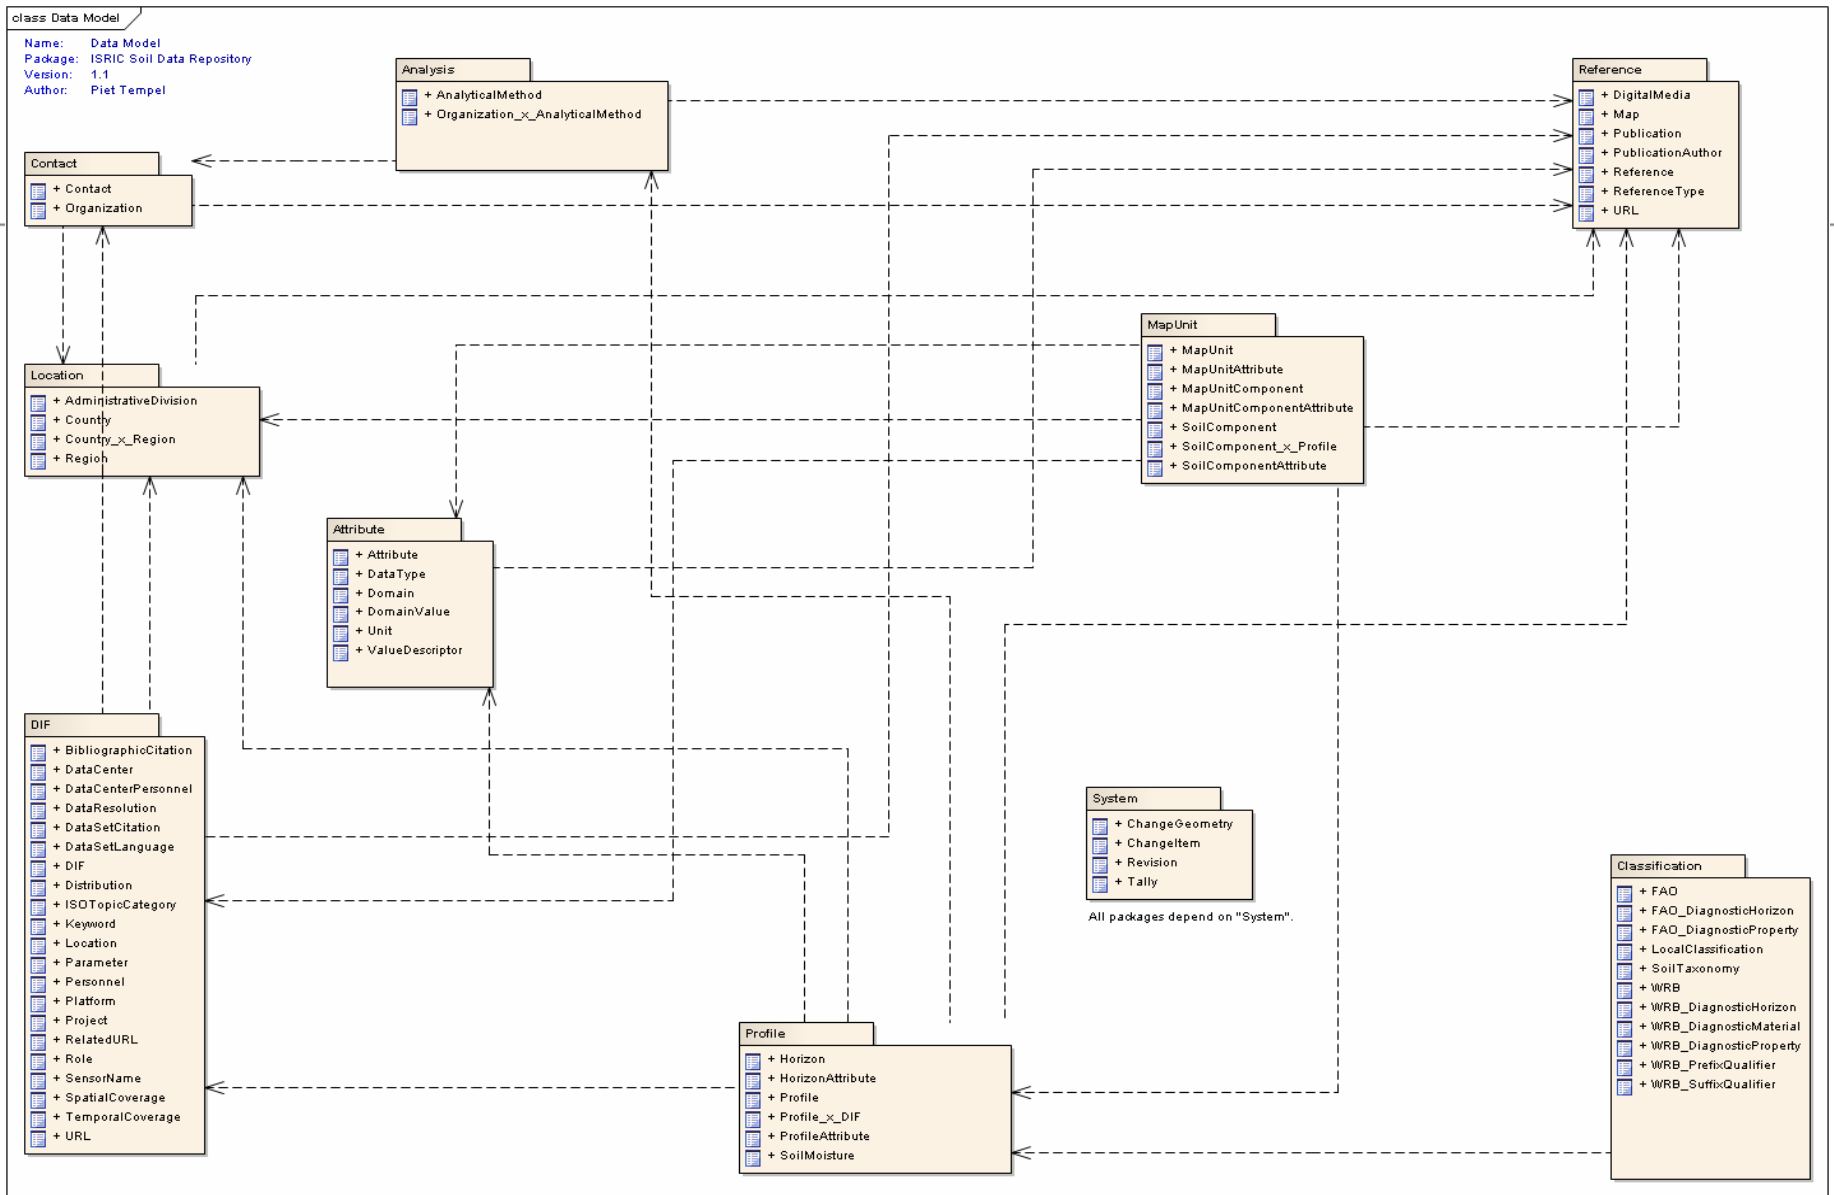 class Data Model
Name: Data Model
Package: ISRIC Soil Data Repository
Version: 1.1
Author: Piet Tempel
Analysis
+ AnalyticalMethod
+ Organization_x_AnalyticalMethod
Reference
+ DigitalMedia
+ Map
+ Publication
+ PublicationAuthor
+ Reference
+ ReferenceType
+ URL
Contact
+ Contact
+ Organization
Location
+ AdministrativeDivision
+ Country
+ Country_x_Region
+ Region
MapUnit
+ MapUnit
+ MapUnitAttribute
+ MapUnitComponent
+ MapUnitComponentAttribute
+ SoilComponent
+ SoilComponent_x_Profile
+ SoilComponentAttribute
Attribute
+ Attribute
+ DataType
+ Domain
+ DomainValue
+ Unit
+ ValueDescriptor
DIF
+ BibliographicCitation
+ DataCenter
+ DataCenterPersonnel
+ DataResolution
+ DataSetCitation
+ DataSetLanguage
+ DIF
+ Distribution
+ ISOTopicCategory
+ Keyword
+ Location
+ Parameter
+ Personnel
+ Platform
+ Project
+ RelatedURL
+ Role
+ SensorName
+ SpatialCoverage
+ TemporalCoverage
+ URL
System
+ ChangeGeometry
+ ChangeItem
+ Revision
+ Tally
All packages depend on "System".
Classification
+ FAO
+ FAO_DiagnosticHorizon
+ FAO_DiagnosticProperty
+ LocalClassification
+ SoilTaxonomy
+ WRB
+ WRB_DiagnosticHorizon
+ WRB_DiagnosticMaterial
+ WRB_DiagnosticProperty
+ WRB_PrefixQualifier
+ WRB_SuffixQualifier
Profile
+ Horizon
+ HorizonAttribute
+ Profile
+ Profile_x_DIF
+ ProfileAttribute
+ SoilMoisture